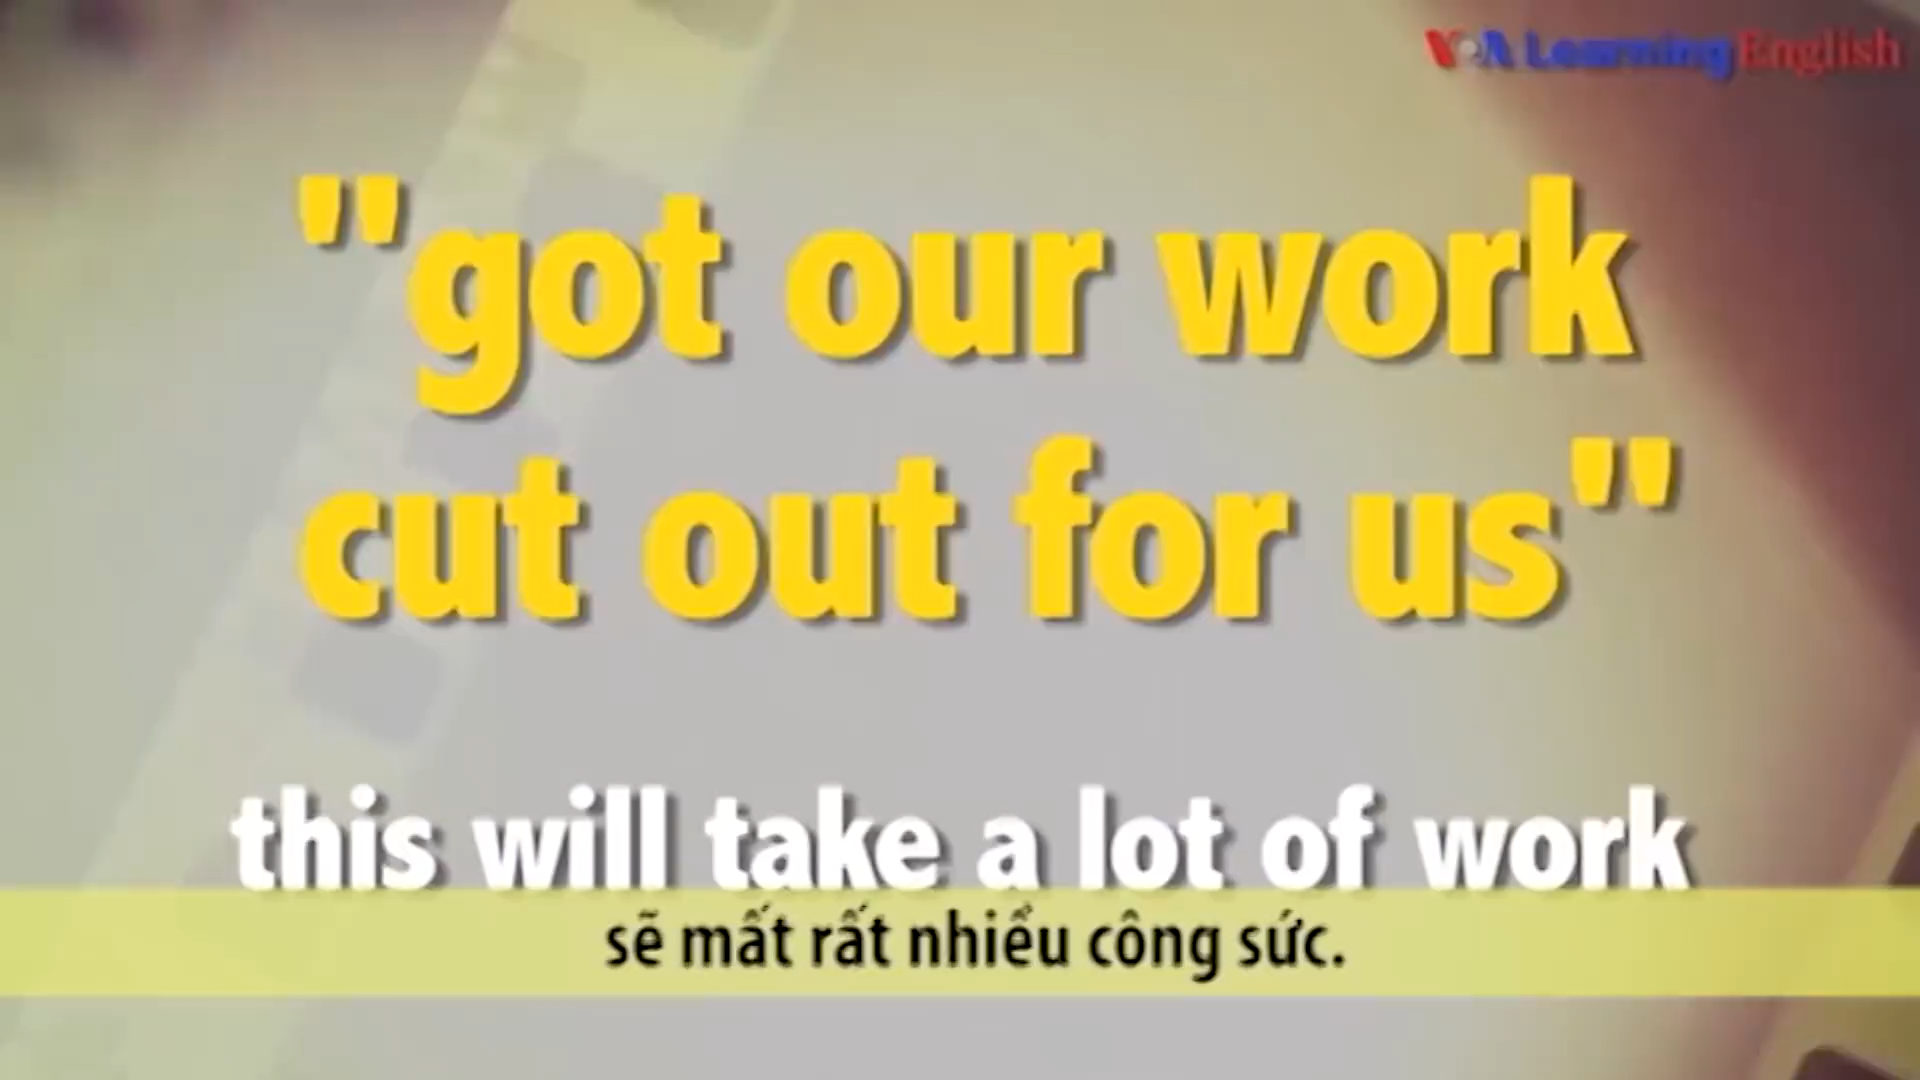 VOA Learning English
"got our work
cut out for us"
this will take a lot of work
sẽ mất rất nhiều công sức.